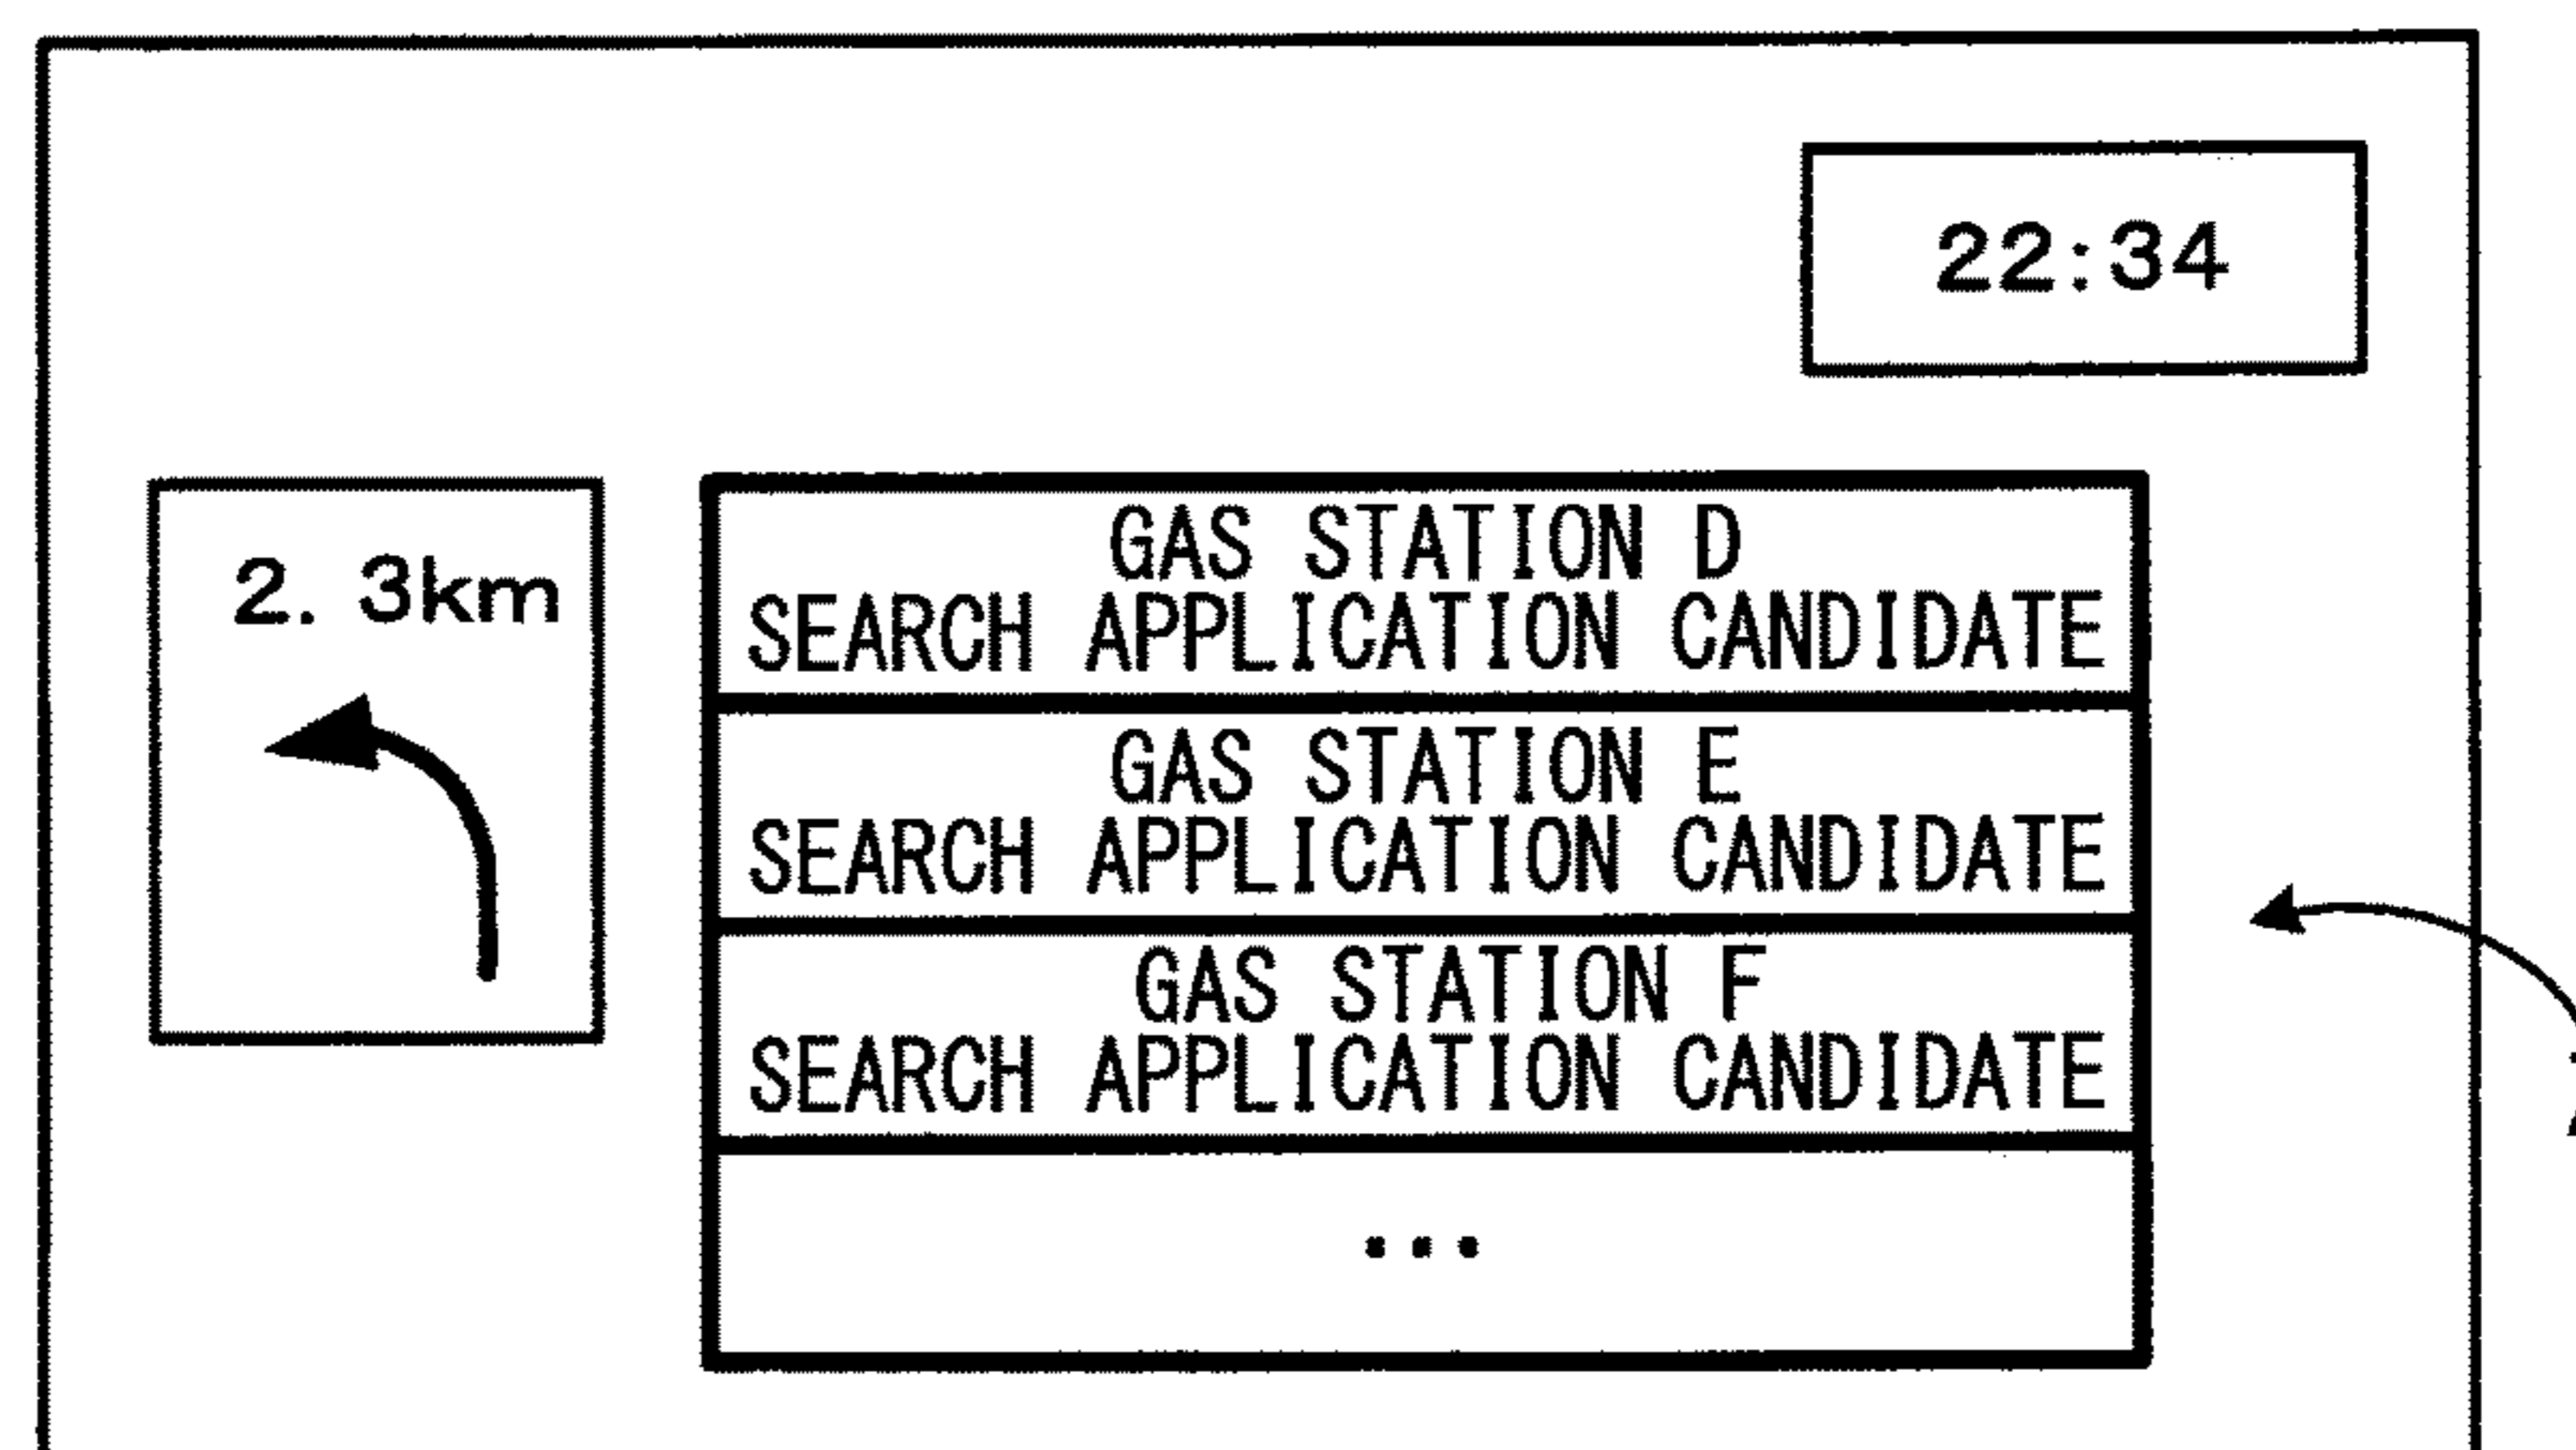 22:34
2. 3km
GAS STATION D
SEARCH APPLICATION CANDIDATE
GAS STATION E
SEARCH APPLICATION CANDIDATE
GAS STATION F
SEARCH APPLICATION CANDIDATE
...